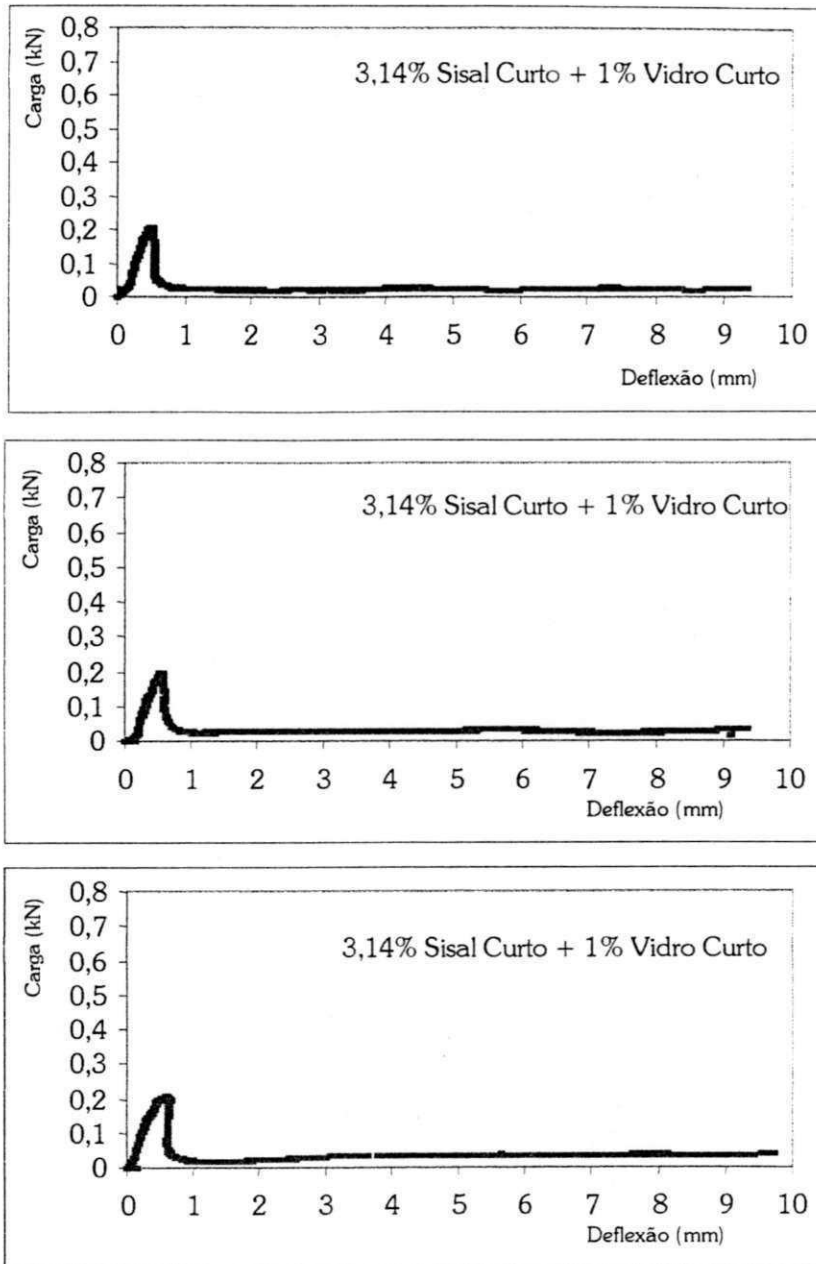 Carga (kN)
0,8
0,7
0,6
0,5
0,4
0,3
0,2
0,1
0
3,14% Sisal Curto + 1% Vidro Curto
0 1 2 3 4 5 6 7 8 9 10
Deflexão (mm)
Carga (kN)
0,8
0,7
0,6
0,5
0,4
0,3
0,2
0,1
0
3,14% Sisal Curto + 1% Vidro Curto
0 1 2 3 4 5 6 7 8 9 10
Deflexão (mm)
Carga (kN)
0,8
0,7
0,6
0,5
0,4
0,3
0,2
0,1
0
3,14% Sisal Curto + 1% Vidro Curto
0 1 2 3 4 5 6 7 8 9 10
Deflexão (mm)